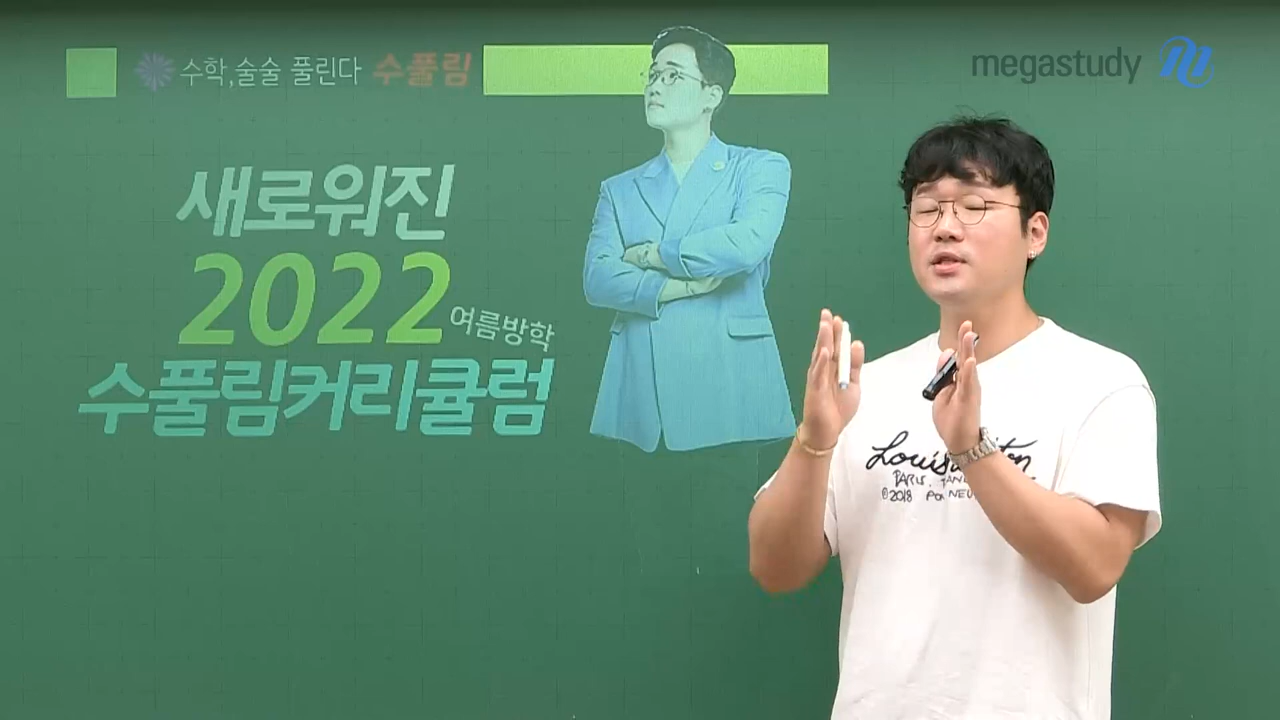 수학,술술 풀린다 수풀림
megastudy
새로워진
2022 여름방학
수풀림커리큘럼
Louis
PARIS.
©2018